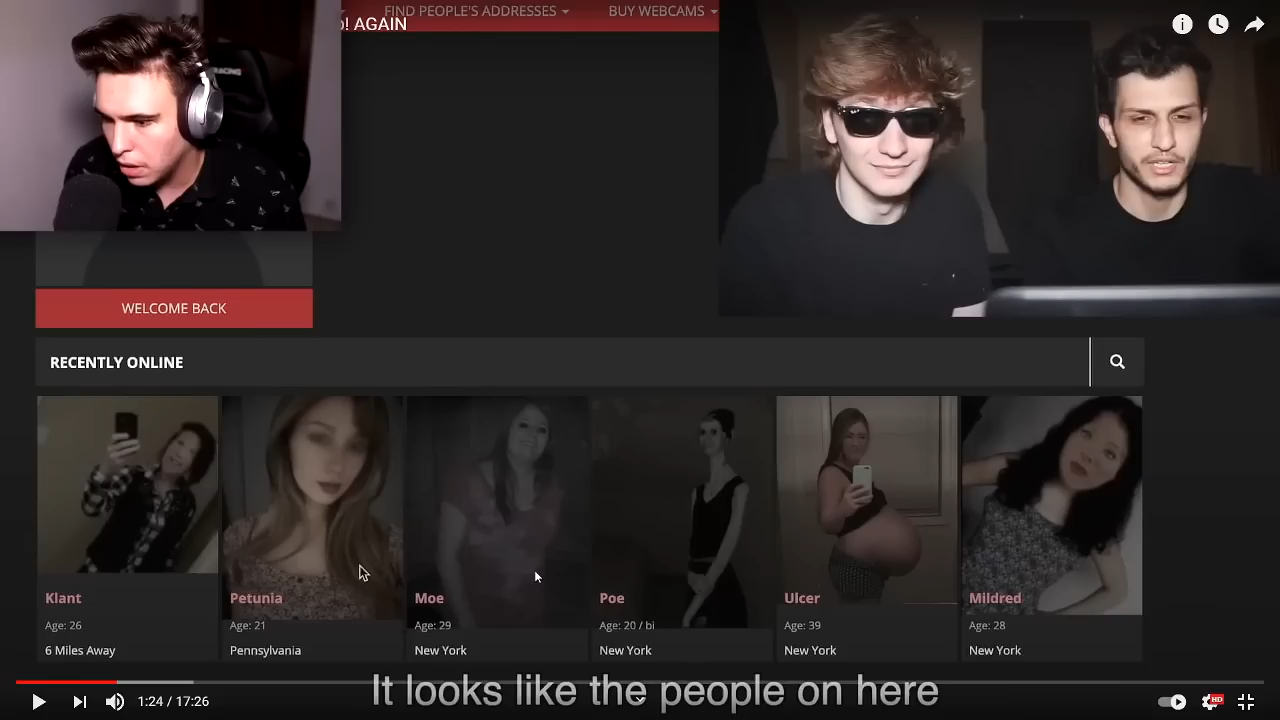 FIND PEOPLE'S ADDRESSES
BUY WEBCAMS
! AGAIN
RACING
WELCOME BACK
RECENTLY ONLINE
Klant
Age: 26
6 Miles Away
Petunia
Age: 21
Pennsylvania
Moe
Age: 29
New York
Poe
Age: 20 / bi
New York
Ulcer
Age: 39
New York
Mildred
Age: 28
New York
It looks like the people on here
1:24 / 17:26
HD